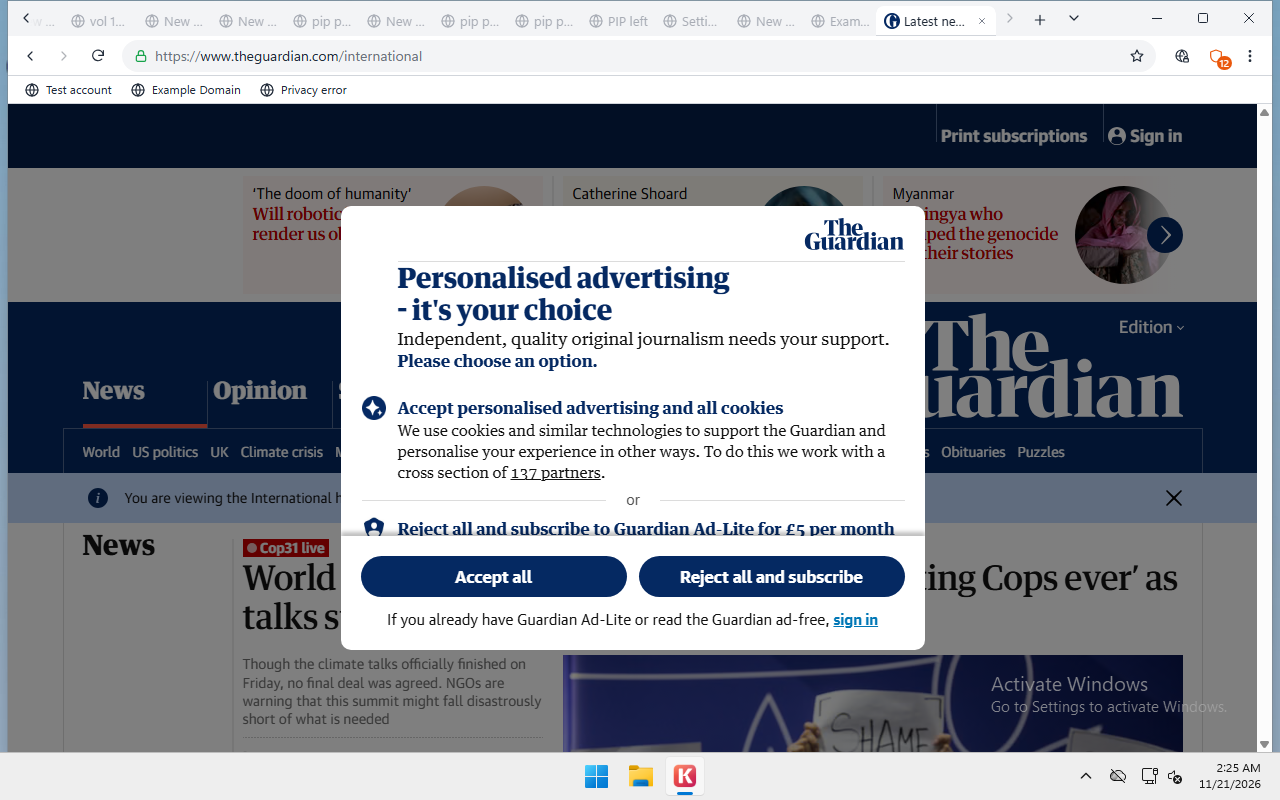 w ...
vol 1...
New ...
New ...
pip p...
New ...
pip p...
pip p...
PIP left
Setti...
New ...
Exam...
Latest ne...
https://www.theguardian.com/international
12
Test account
Example Domain
Privacy error
Print subscriptions
Sign in
‘The doom of humanity’
Will robotic
render us ol
Catherine Shoard
Myanmar
ingya who
ped the genocide
their stories
The
Guardian
Personalised advertising
- it's your choice
Independent, quality original journalism needs your support.
Please choose an option.
Edition
The
Guardian
News
Opinion
Accept personalised advertising and all cookies
We use cookies and similar technologies to support the Guardian and
personalise your experience in other ways. To do this we work with a
cross section of 137 partners.
World
US politics
UK
Climate crisis
Obituaries
Puzzles
You are viewing the International h
or
Reject all and subscribe to Guardian Ad-Lite for £5 per month
Accept all
Reject all and subscribe
If you already have Guardian Ad-Lite or read the Guardian ad-free, sign in
News
Cop31 live
World
ting Cops ever’ as
talks s
Though the climate talks officially finished on
Friday, no final deal was agreed. NGOs are
warning that this summit might fall disastrously
short of what is needed
SHAME
Activate Windows
Go to Settings to activate Windows.
2:25 AM
11/21/2026